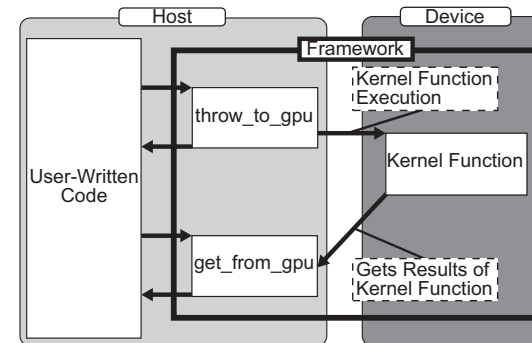 Host
Device
Framework
Kernel Function
Execution
throw_to_gpu
Kernel Function
User-Written
Code
get_from_gpu
Gets Results of
Kernel Function